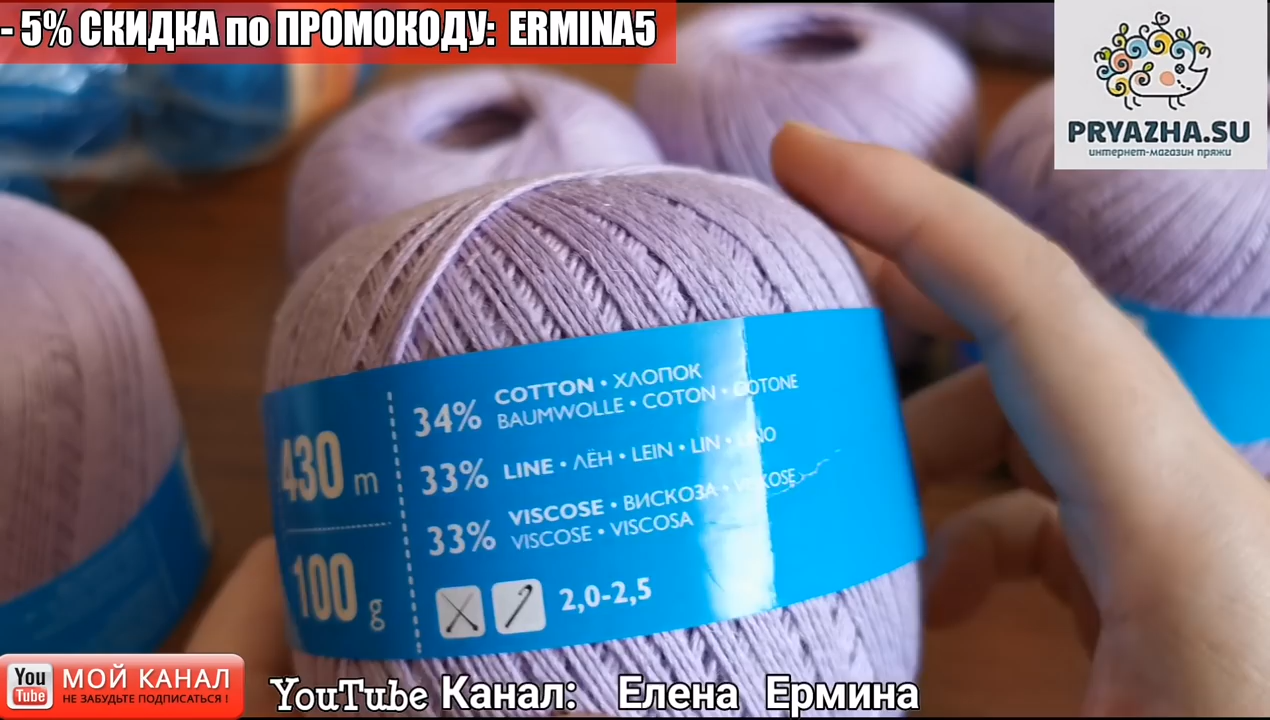 - 5% СКИДКА по ПРОМОКОДУ: ERMINA5
PRYAZHA.SU
интернет-магазин пряжи
430 m
100 g
34% COTTON • ХЛОПОК
BAUMWOLLE • COTON • COTONE
33% LINE • ЛЁН • LEIN • LIN • LINO
33% VISCOSE • ВИСКОЗА • VISKOSE
VISCOSE • VISCOSA
2,0-2,5
You Tube МОЙ КАНАЛ
НЕ ЗАБУДЬТЕ ПОДПИСАТЬСЯ !
YouTube Канал: Елена Ермина